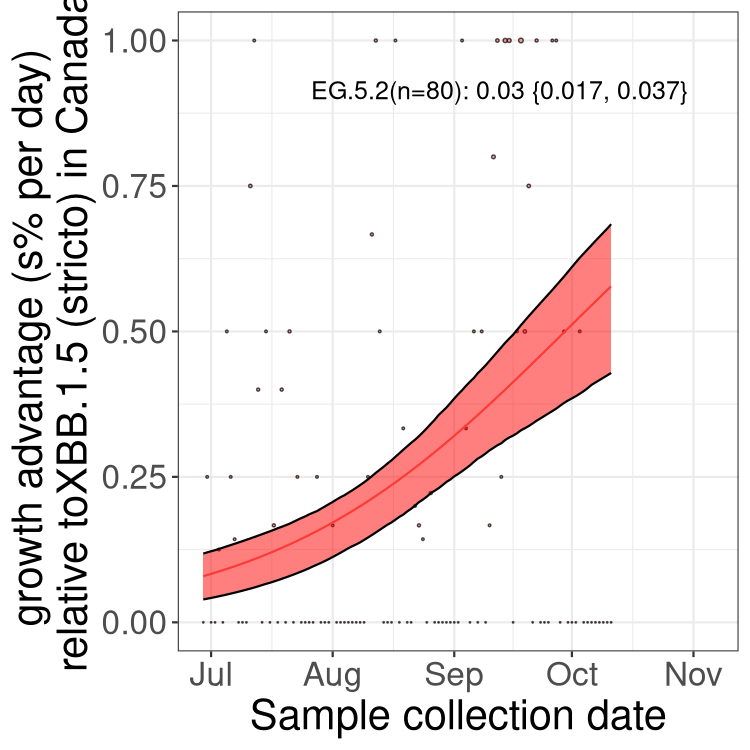 growth advantage (s% per day)
relative toXBB.1.5 (stricto) in Canada
1.00
0.75
0.50
0.25
0.00
EG.5.2(n=80): 0.03 {0.017, 0.037}
Jul Aug Sep Oct Nov
Sample collection date